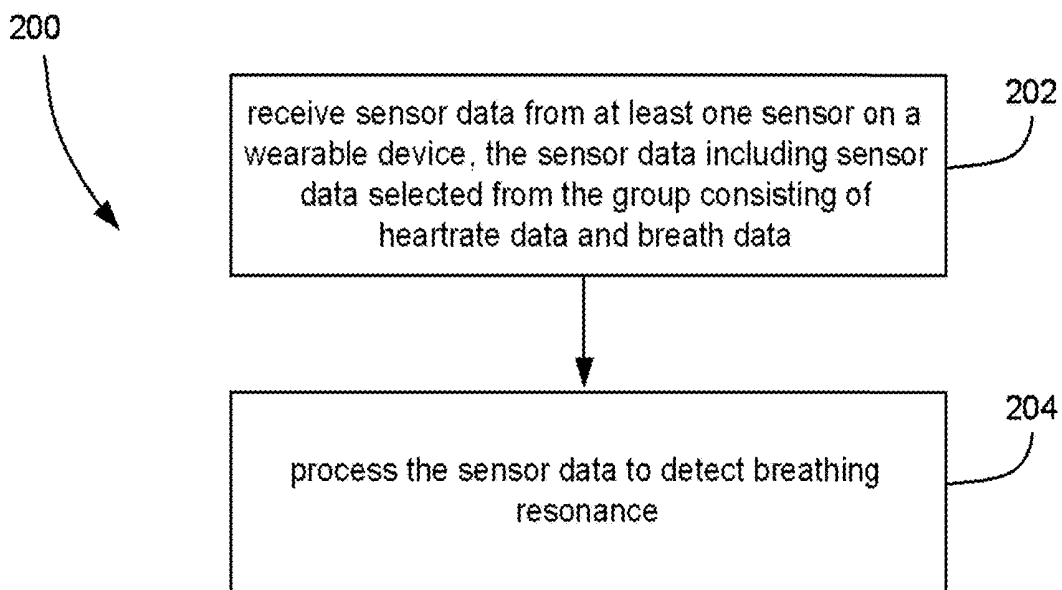 200
202
receive sensor data from at least one sensor on a
wearable device, the sensor data including sensor
data selected from the group consisting of
heartrate data and breath data
204
process the sensor data to detect breathing
resonance